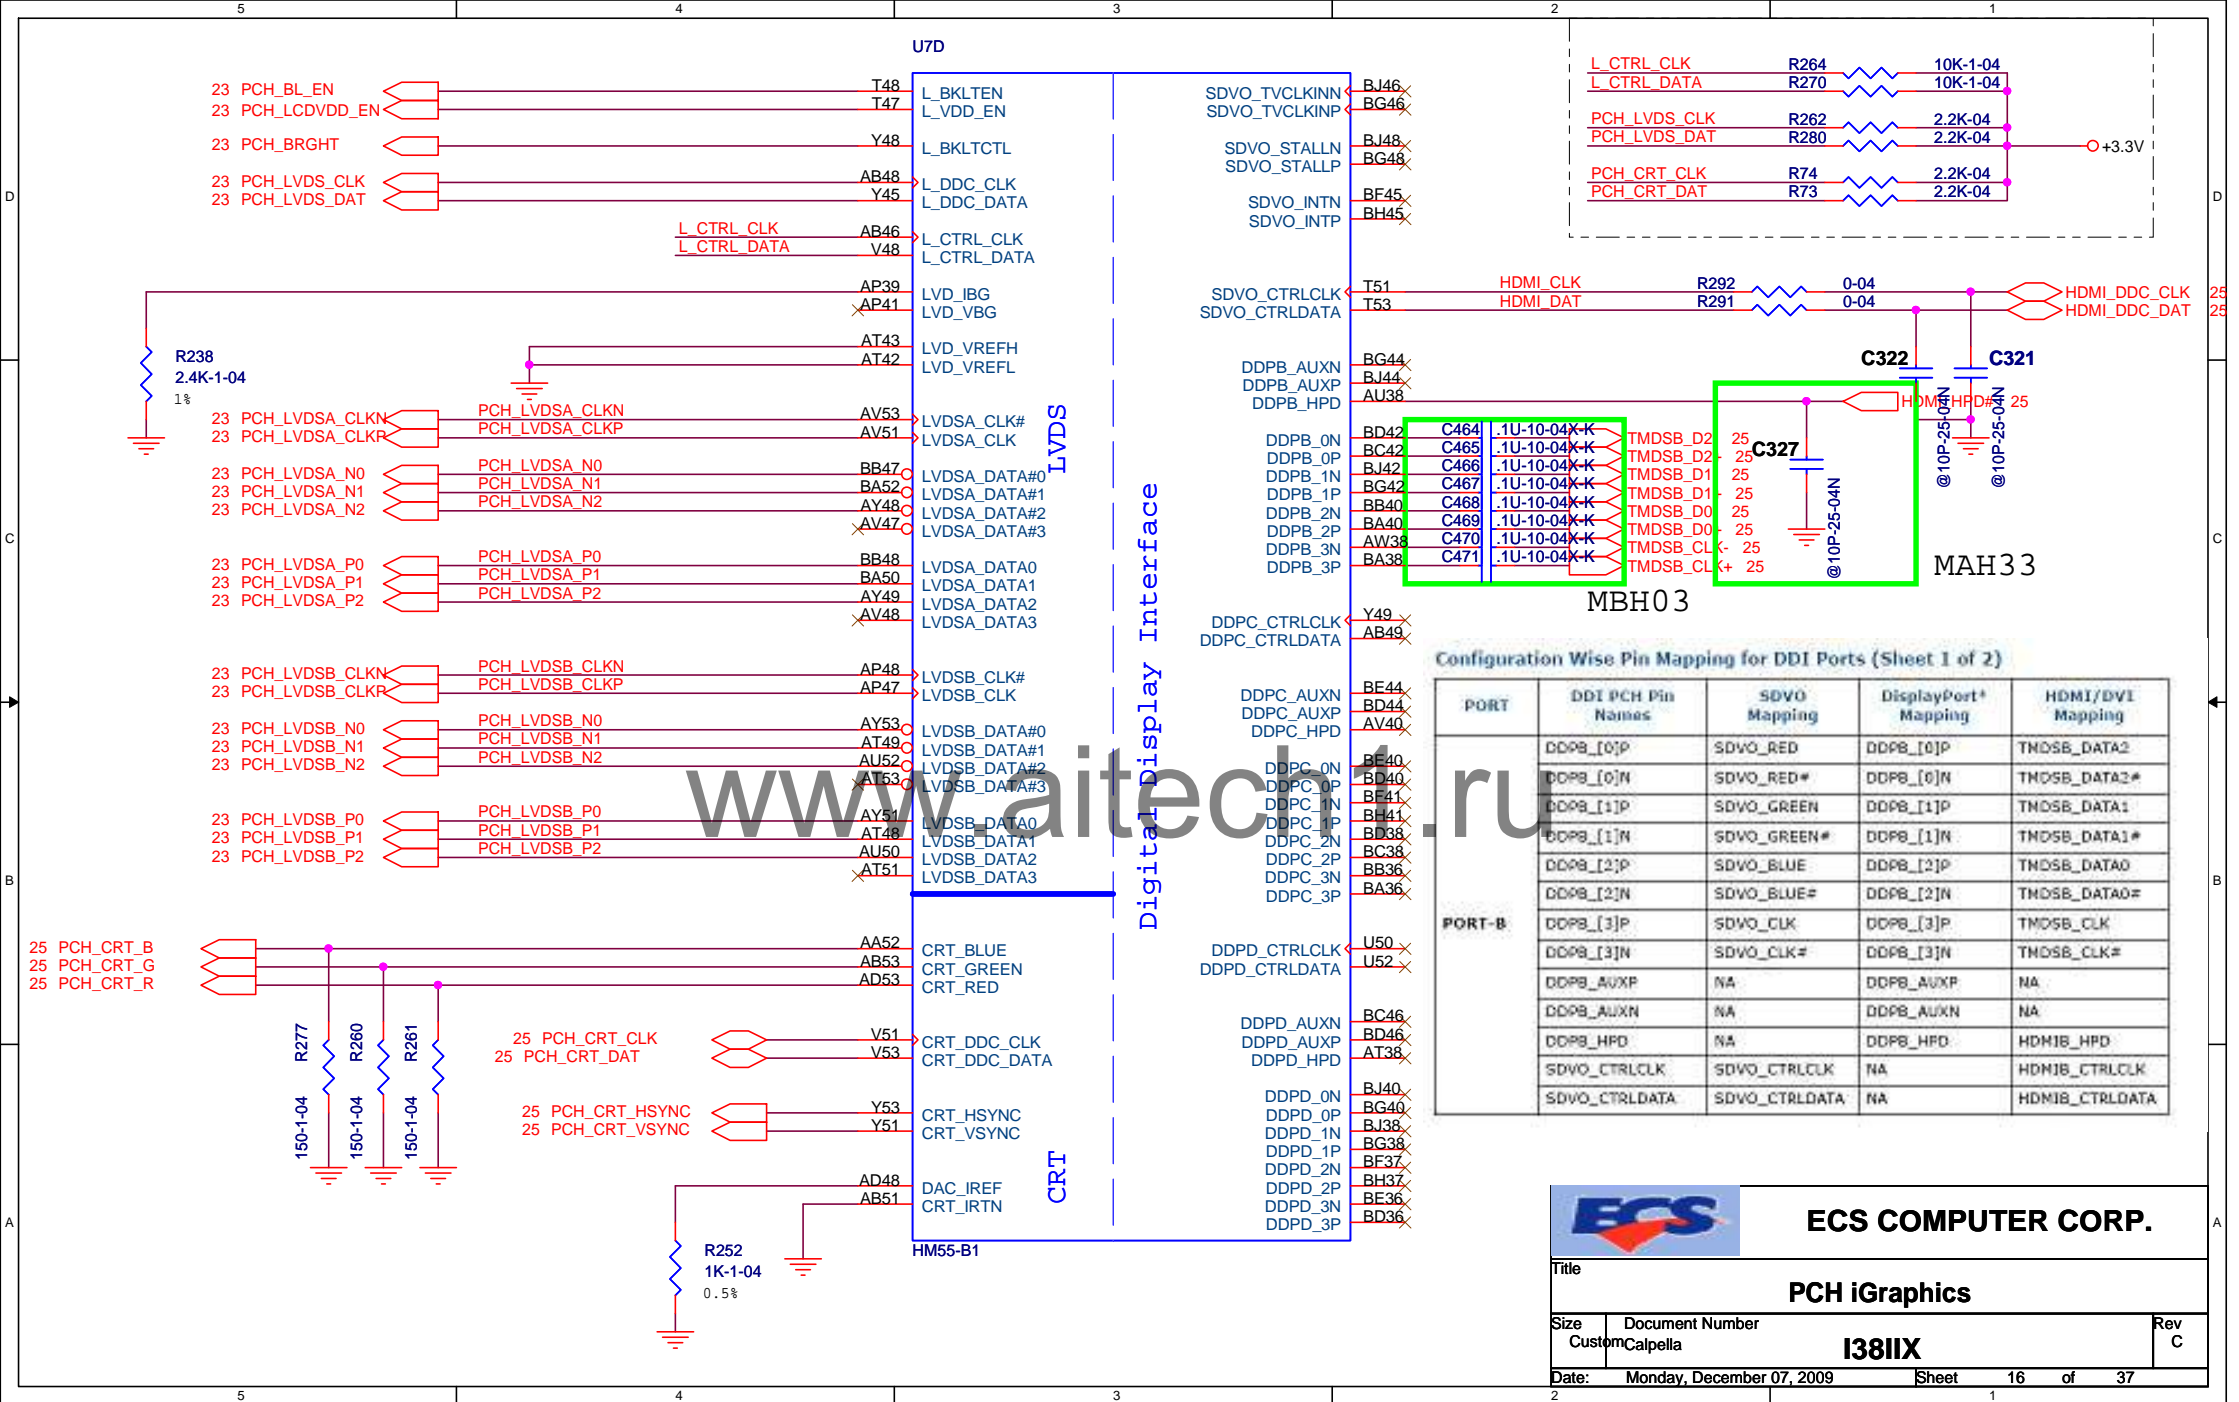 5 4 3 2 1
U7D
23 PCH_BL_EN T48 L_BKLTEN
23 PCH_LCDVDD_EN T47 L_VDD_EN
23 PCH_BRGHT Y48 L_BKLTCTL
23 PCH_LVDS_CLK AB48 L_DDC_CLK
23 PCH_LVDS_DAT Y45 L_DDC_DATA
L_CTRL_CLK AB46 L_CTRL_CLK
L_CTRL_DATA V48 L_CTRL_DATA
AP39 LVD_IBG
AP41 LVD_VBG
AT43 LVD_VREFH
AT42 LVD_VREFL
R238
2.4K-1-04
1%
23 PCH_LVDSA_CLKN PCH_LVDSA_CLKN AV53 LVDSA_CLK#
23 PCH_LVDSA_CLKP PCH_LVDSA_CLKP AV51 LVDSA_CLK
23 PCH_LVDSA_N0 PCH_LVDSA_N0 BB47 LVDSA_DATA#0
23 PCH_LVDSA_N1 PCH_LVDSA_N1 BA52 LVDSA_DATA#1
23 PCH_LVDSA_N2 PCH_LVDSA_N2 AY48 LVDSA_DATA#2
AV47 LVDSA_DATA#3
23 PCH_LVDSA_P0 PCH_LVDSA_P0 BB48 LVDSA_DATA0
23 PCH_LVDSA_P1 PCH_LVDSA_P1 BA50 LVDSA_DATA1
23 PCH_LVDSA_P2 PCH_LVDSA_P2 AY49 LVDSA_DATA2
AV48 LVDSA_DATA3
23 PCH_LVDSB_CLKN PCH_LVDSB_CLKN AP48 LVDSB_CLK#
23 PCH_LVDSB_CLKP PCH_LVDSB_CLKP AP47 LVDSB_CLK
23 PCH_LVDSB_N0 PCH_LVDSB_N0 AY53 LVDSB_DATA#0
23 PCH_LVDSB_N1 PCH_LVDSB_N1 AT49 LVDSB_DATA#1
23 PCH_LVDSB_N2 PCH_LVDSB_N2 AU52 LVDSB_DATA#2
AT53 LVDSB_DATA#3
23 PCH_LVDSB_P0 PCH_LVDSB_P0 AY51 LVDSB_DATA0
23 PCH_LVDSB_P1 PCH_LVDSB_P1 AT48 LVDSB_DATA1
23 PCH_LVDSB_P2 PCH_LVDSB_P2 AU50 LVDSB_DATA2
AT51 LVDSB_DATA3
25 PCH_CRT_B AA52 CRT_BLUE
25 PCH_CRT_G AB53 CRT_GREEN
25 PCH_CRT_R AD53 CRT_RED
R277 150-1-04
R260 150-1-04
R261 150-1-04
25 PCH_CRT_CLK V51 CRT_DDC_CLK
25 PCH_CRT_DAT V53 CRT_DDC_DATA
25 PCH_CRT_HSYNC Y53 CRT_HSYNC
25 PCH_CRT_VSYNC Y51 CRT_VSYNC
AD48 DAC_IREF
AB51 CRT_IRTN
R252
1K-1-04
0.5%
HM55-B1
LVDS
Digital Display Interface
CRT
SDVO_TVCLKINN BJ46
SDVO_TVCLKINP BG46
SDVO_STALLN BJ48
SDVO_STALLP BG48
SDVO_INTN BF45
SDVO_INTP BH45
SDVO_CTRLCLK T51 HDMI_CLK R292 0-04 HDMI_DDC_CLK 25
SDVO_CTRLDATA T53 HDMI_DAT R291 0-04 HDMI_DDC_DAT 25
DDPB_AUXN BG44
DDPB_AUXP BJ44
DDPB_HPD AU38 HDMI_HPD# 25
DDPB_0N BD42 C464 .1U-10-04X-K TMDSB_D2 25
DDPB_0P BC42 C465 .1U-10-04X-K TMDSB_D2 25
DDPB_1N BJ42 C466 .1U-10-04X-K TMDSB_D1 25
DDPB_1P BG42 C467 .1U-10-04X-K TMDSB_D1 25
DDPB_2N BB40 C468 .1U-10-04X-K TMDSB_D0 25
DDPB_2P BA40 C469 .1U-10-04X-K TMDSB_D0 25
DDPB_3N AW38 C470 .1U-10-04X-K TMDSB_CLK- 25
DDPB_3P BA38 C471 .1U-10-04X-K TMDSB_CLK+ 25
DDPC_CTRLCLK Y49
DDPC_CTRLDATA AB49
DDPC_AUXN BE44
DDPC_AUXP BD44
DDPC_HPD AV40
DDPC_0N BE40
DDPC_0P BD40
DDPC_1N BF41
DDPC_1P BH41
DDPC_2N BD38
DDPC_2P BC38
DDPC_3N BB36
DDPC_3P BA36
DDPD_CTRLCLK U50
DDPD_CTRLDATA U52
DDPD_AUXN BC46
DDPD_AUXP BD46
DDPD_HPD AT38
DDPD_0N BJ40
DDPD_0P BG40
DDPD_1N BJ38
DDPD_1P BG38
DDPD_2N BF37
DDPD_2P BH37
DDPD_3N BE36
DDPD_3P BD36
L_CTRL_CLK R264 10K-1-04
L_CTRL_DATA R270 10K-1-04
PCH_LVDS_CLK R262 2.2K-04
PCH_LVDS_DAT R280 2.2K-04
+3.3V
PCH_CRT_CLK R74 2.2K-04
PCH_CRT_DAT R73 2.2K-04
C322 @10P-25-04N
C321 @10P-25-04N
C327 @10P-25-04N
MBH03
MAH33
www.aitech1.ru
Configuration Wise Pin Mapping for DDI Ports (Sheet 1 of 2)
PORT DDI PCH Pin Names SDVO Mapping DisplayPort* Mapping HDMI/DVI Mapping
PORT-B
DDPB_[0]P SDVO_RED DDPB_[0]P TMDSB_DATA2
DDPB_[0]N SDVO_RED# DDPB_[0]N TMDSB_DATA2#
DDPB_[1]P SDVO_GREEN DDPB_[1]P TMDSB_DATA1
DDPB_[1]N SDVO_GREEN# DDPB_[1]N TMDSB_DATA1#
DDPB_[2]P SDVO_BLUE DDPB_[2]P TMDSB_DATA0
DDPB_[2]N SDVO_BLUE# DDPB_[2]N TMDSB_DATA0#
DDPB_[3]P SDVO_CLK DDPB_[3]P TMDSB_CLK
DDPB_[3]N SDVO_CLK# DDPB_[3]N TMDSB_CLK#
DDPB_AUXP NA DDPB_AUXP NA
DDPB_AUXN NA DDPB_AUXN NA
DDPB_HPD NA DDPB_HPD HDMIB_HPD
SDVO_CTRLCLK SDVO_CTRLCLK NA HDMIB_CTRLCLK
SDVO_CTRLDATA SDVO_CTRLDATA NA HDMIB_CTRLDATA
ECS
ECS COMPUTER CORP.
Title
PCH iGraphics
Size Custom
Document Number
Calpella I38IIX
Rev C
Date: Monday, December 07, 2009 Sheet 16 of 37
D D
C C
B B
A A
5 4 3 2 1